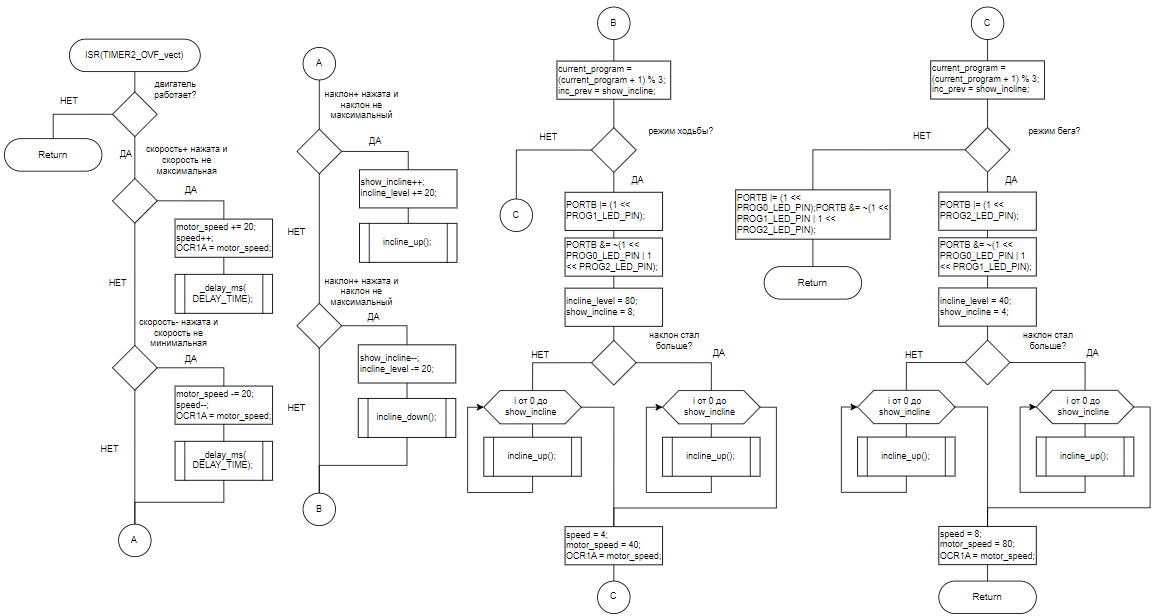 ISR(TIMER2_OVF_vect)
двигатель
работает?
НЕТ
Return
ДА
скорость+ нажата и
скорость не
максимальная
ДА
motor_speed += 20;
speed++;
OCR1A = motor_speed;
НЕТ
_delay_ms(
DELAY_TIME);
скорость- нажата и
скорость не
минимальная
ДА
motor_speed -= 20;
speed--;
OCR1A = motor_speed;
НЕТ
_delay_ms(
DELAY_TIME);
A
A
наклон+ нажата и
наклон не
максимальный
ДА
show_incline++;
incline_level += 20;
НЕТ
incline_up();
наклон+ нажата и
наклон не
максимальный
ДА
show_incline--;
incline_level -= 20;
НЕТ
incline_down();
B
B
current_program =
(current_program + 1) % 3;
inc_prev = show_incline;
НЕТ
режим ходьбы?
ДА
C
PORTB |= (1 <<
PROG1_LED_PIN);
PORTB &= ~(1 <<
PROG0_LED_PIN | 1
<< PROG2_LED_PIN);
incline_level = 80;
show_incline = 8;
наклон стал
больше?
НЕТ
ДА
i от 0 до
show_incline
i от 0 до
show_incline
incline_up();
incline_up();
speed = 4;
motor_speed = 40;
OCR1A = motor_speed;
C
C
current_program =
(current_program + 1) % 3;
inc_prev = show_incline;
НЕТ
режим бега?
ДА
PORTB |= (1 <<
PROG0_LED_PIN);PORTB &= ~(1 <<
PROG1_LED_PIN | 1 <<
PROG2_LED_PIN);
Return
PORTB |= (1 <<
PROG2_LED_PIN);
PORTB &= ~(1 <<
PROG0_LED_PIN | 1
<< PROG1_LED_PIN);
incline_level = 40;
show_incline = 4;
наклон стал
больше?
НЕТ
ДА
i от 0 до
show_incline
i от 0 до
show_incline
incline_up();
incline_up();
speed = 8;
motor_speed = 80;
OCR1A = motor_speed;
Return